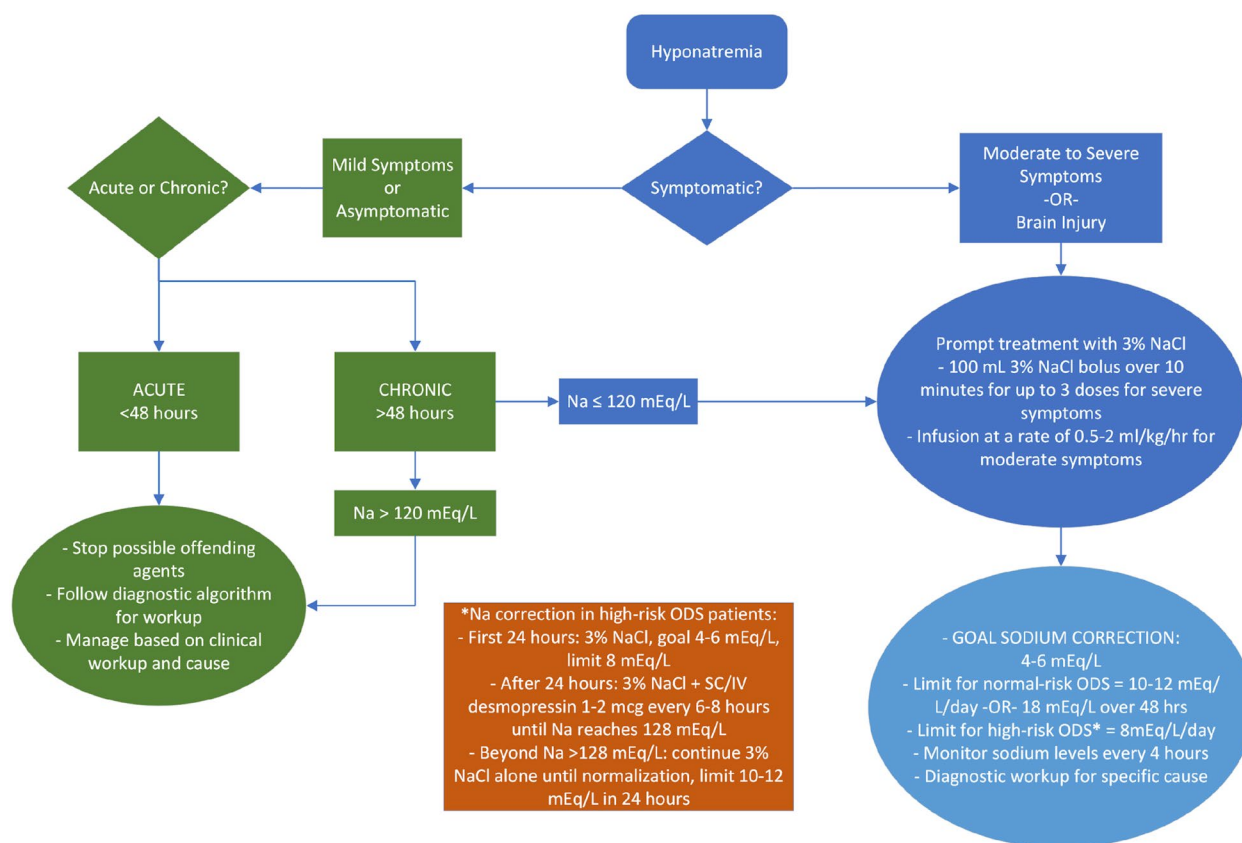 Hyponatremia
Symptomatic?
Mild Symptoms
or
Asymptomatic
Acute or Chronic?
Moderate to Severe
Symptoms
-OR-
Brain Injury
ACUTE
<48 hours
CHRONIC
>48 hours
Na ≤ 120 mEq/L
Prompt treatment with 3% NaCl
- 100 mL 3% NaCl bolus over 10
minutes for up to 3 doses for severe
symptoms
- Infusion at a rate of 0.5-2 ml/kg/hr for
moderate symptoms
Na > 120 mEq/L
- Stop possible offending
agents
- Follow diagnostic algorithm
for workup
- Manage based on clinical
workup and cause
*Na correction in high-risk ODS patients:
- First 24 hours: 3% NaCl, goal 4-6 mEq/L,
limit 8 mEq/L
- After 24 hours: 3% NaCl + SC/IV
desmopressin 1-2 mcg every 6-8 hours
until Na reaches 128 mEq/L
- Beyond Na >128 mEq/L: continue 3%
NaCl alone until normalization, limit 10-12
mEq/L in 24 hours
- GOAL SODIUM CORRECTION:
4-6 mEq/L
- Limit for normal-risk ODS = 10-12 mEq/
L/day -OR- 18 mEq/L over 48 hrs
- Limit for high-risk ODS* = 8mEq/L/day
- Monitor sodium levels every 4 hours
- Diagnostic workup for specific cause